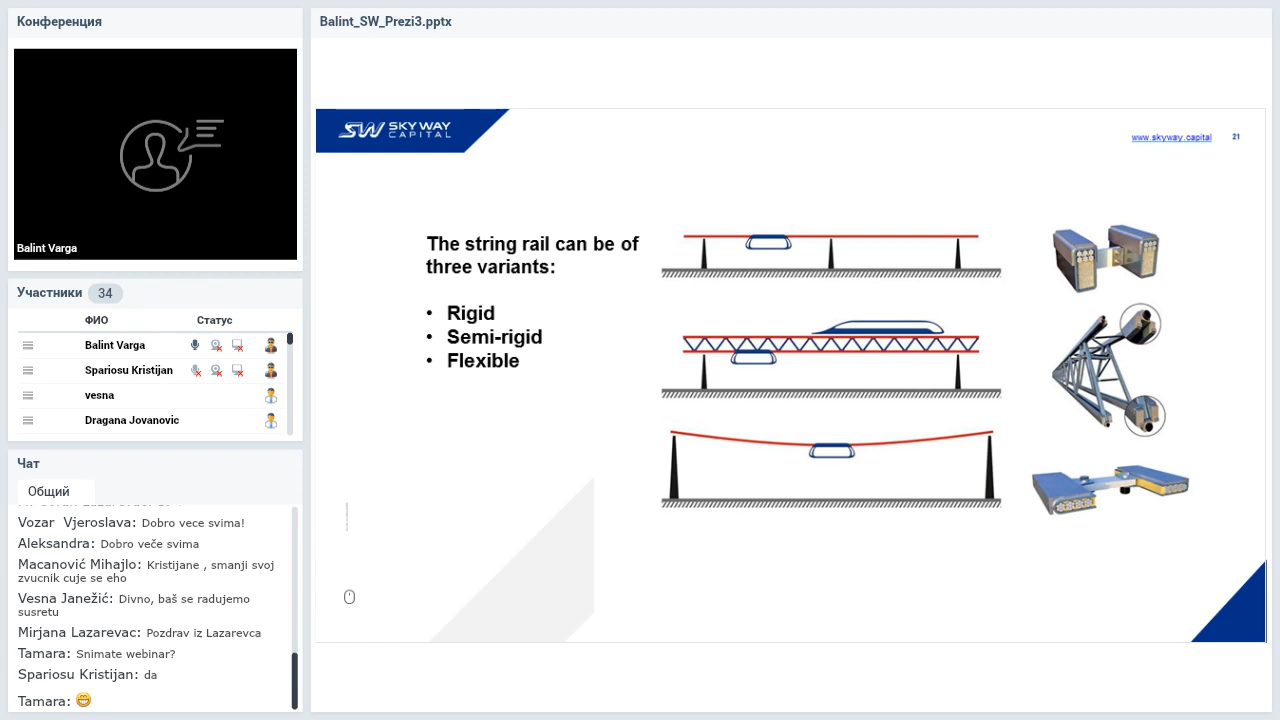 Конференция
Balint Varga
Участники 34
ФИО Статус
Balint Varga
Spariosu Kristijan
vesna
Dragana Jovanovic
Чат
Общий
Vozar Vjeroslava: Dobro vece svima!
Aleksandra: Dobro veče svima
Macanović Mihajlo: Kristijane , smanji svoj
zvucnik cuje se eho
Vesna Janežić: Divno, baš se radujemo
susretu
Mirjana Lazarevac: Pozdrav iz Lazarevca
Tamara: Snimate webinar?
Spariosu Kristijan: da
Tamara: 😁
Balint_SW_Prezi3.pptx
SW SKY WAY
CAPITAL
www.skyway.capital 21
The string rail can be of
three variants:
• Rigid
• Semi-rigid
• Flexible